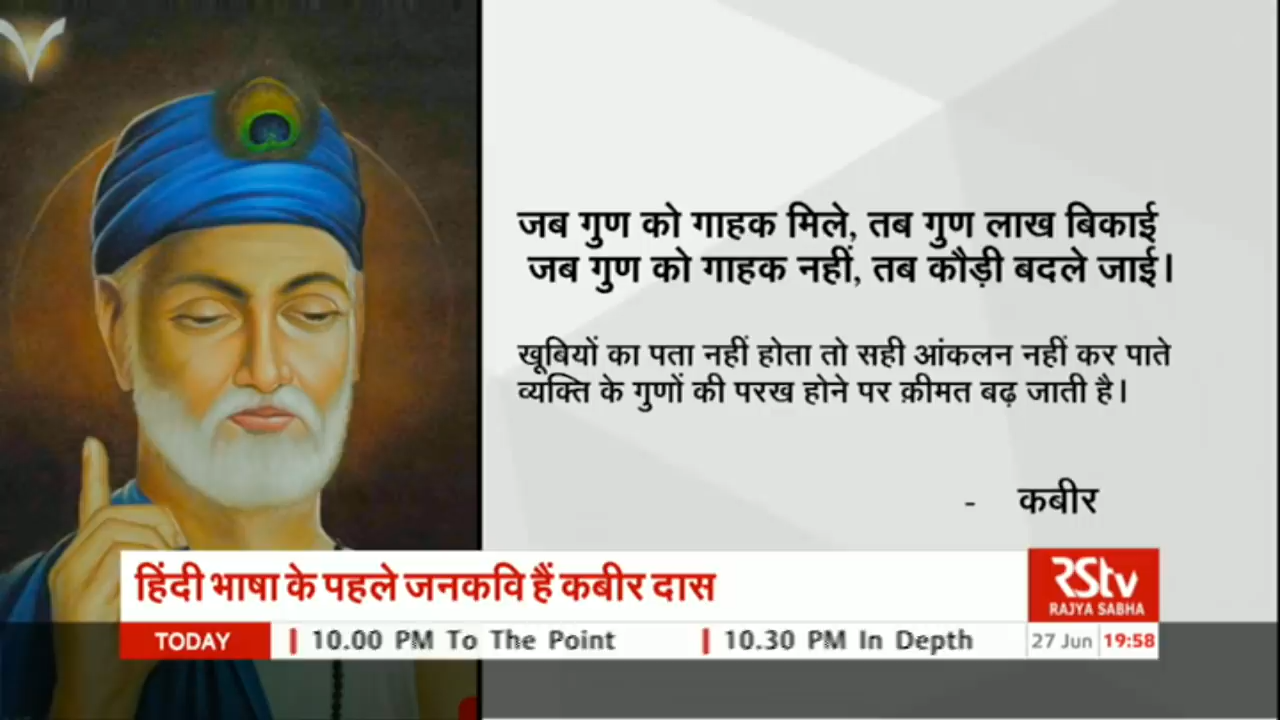 जब गुण को गाहक मिले, तब गुण लाख बिकाई
जब गुण को गाहक नहीं, तब कौड़ी बदले जाई।
खूबियों का पता नहीं होता तो सही आंकलन नहीं कर पाते
व्यक्ति के गुणों की परख होने पर क़ीमत बढ़ जाती है।
- कबीर
हिंदी भाषा के पहले जनकवि हैं कबीर दास
RStv
RAJYA SABHA
TODAY | 10.00 PM To The Point | 10.30 PM In Depth 27 Jun 19:58